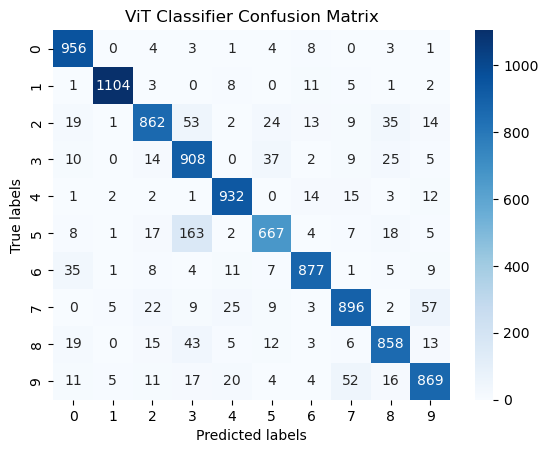 ViT Classifier Confusion Matrix
True labels
0 956 0 4 3 1 4 8 0 3 1
1 1 1104 3 0 8 0 11 5 1 2
2 19 1 862 53 2 24 13 9 35 14
3 10 0 14 908 0 37 2 9 25 5
4 1 2 2 1 932 0 14 15 3 12
5 8 1 17 163 2 667 4 7 18 5
6 35 1 8 4 11 7 877 1 5 9
7 0 5 22 9 25 9 3 896 2 57
8 19 0 15 43 5 12 3 6 858 13
9 11 5 11 17 20 4 4 52 16 869
0 1 2 3 4 5 6 7 8 9
Predicted labels
1000
800
600
400
200
0